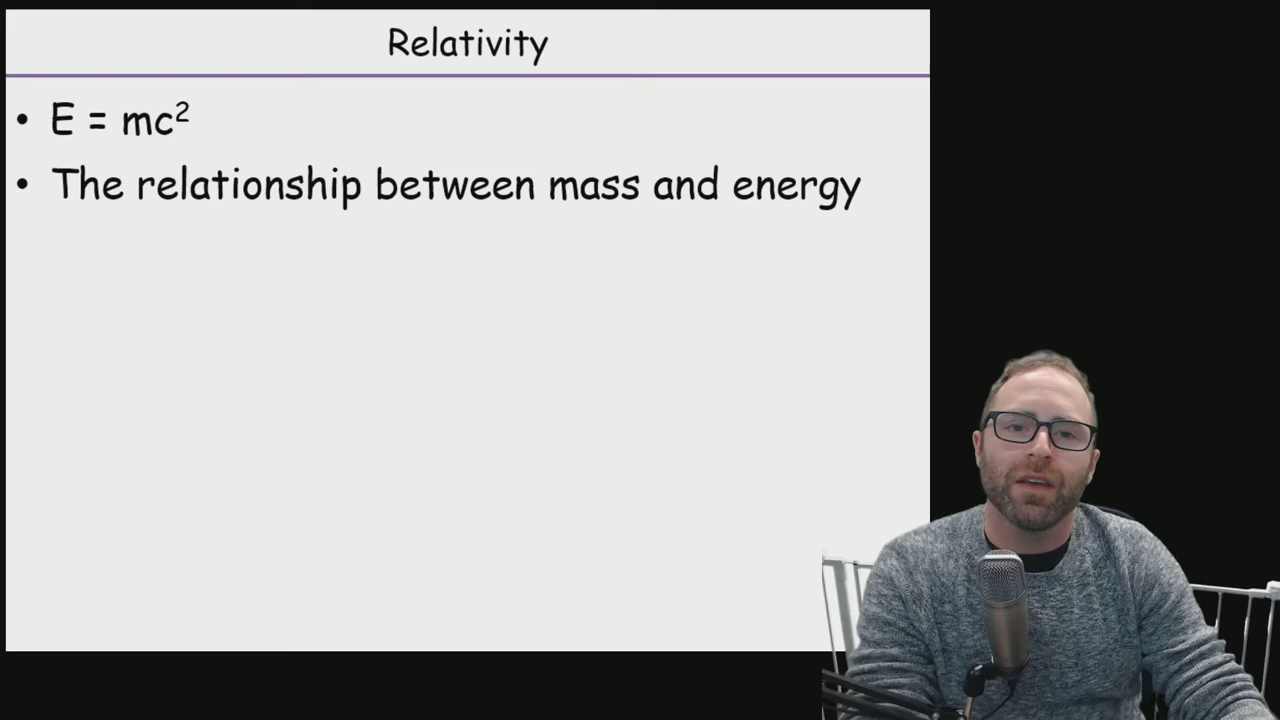 Relativity
• E = mc²
• The relationship between mass and energy